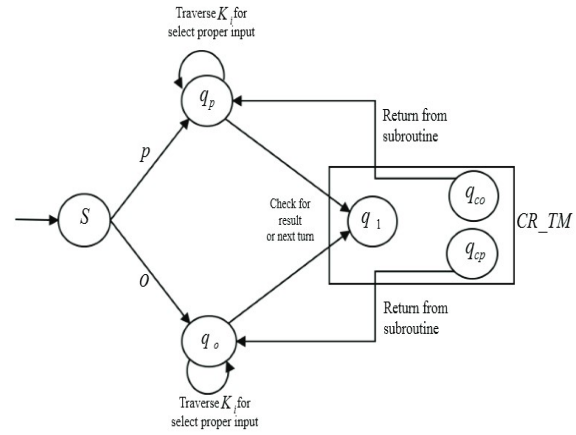 Traverse K_i for
select proper input
q_p
p
Return from
subroutine
S
Check for
result
or next turn
q_1
q_co
q_cp
CR_TM
o
q_o
Return from
subroutine
Traverse K_i for
select proper input